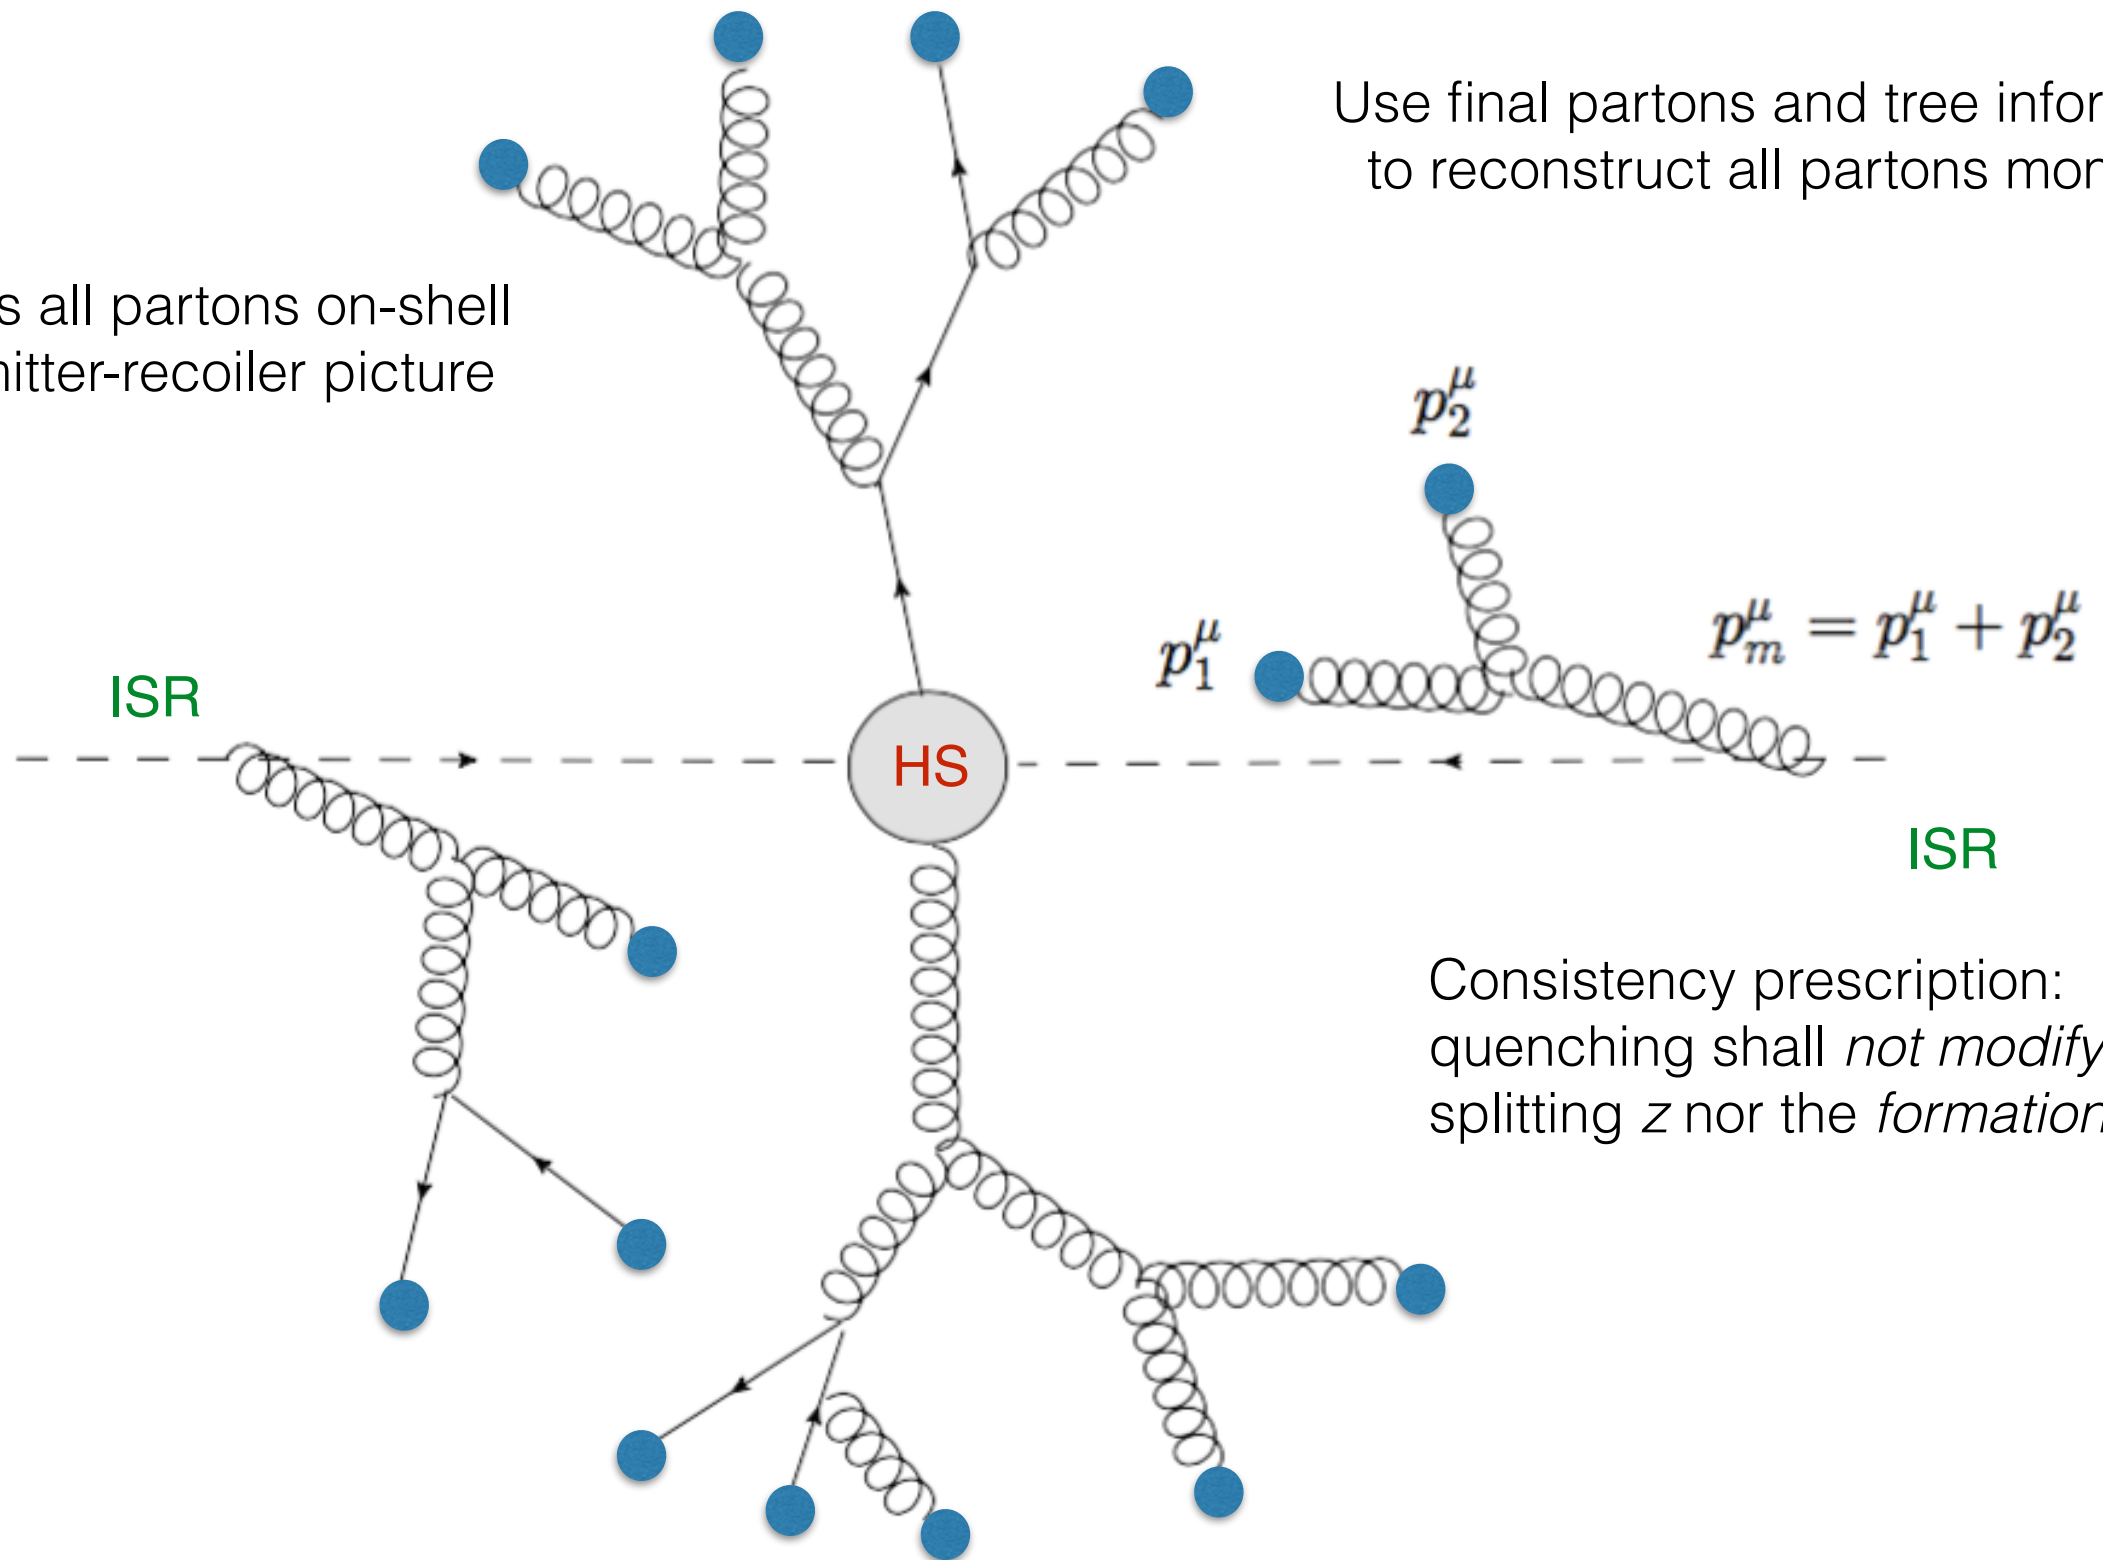 Use final partons and tree infor
to reconstruct all partons mor
s all partons on-shell
nitter-recoiler picture
p_2^μ
p_1^μ
p_m^μ = p_1^μ + p_2^μ
ISR
HS
ISR
Consistency prescription:
quenching shall not modify
splitting z nor the formation